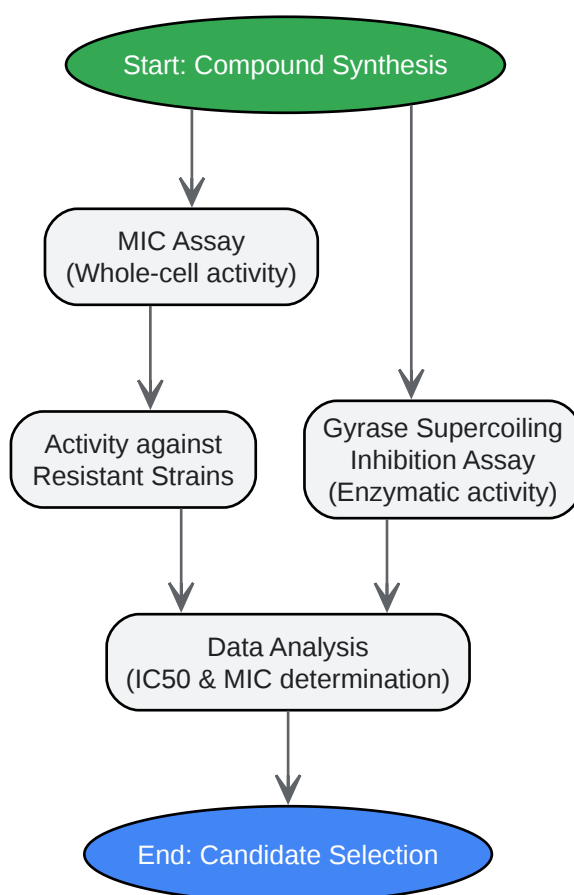 Start: Compound Synthesis
MIC Assay
(Whole-cell activity)
Activity against
Resistant Strains
Gyrase Supercoiling
Inhibition Assay
(Enzymatic activity)
Data Analysis
(IC50 & MIC determination)
End: Candidate Selection